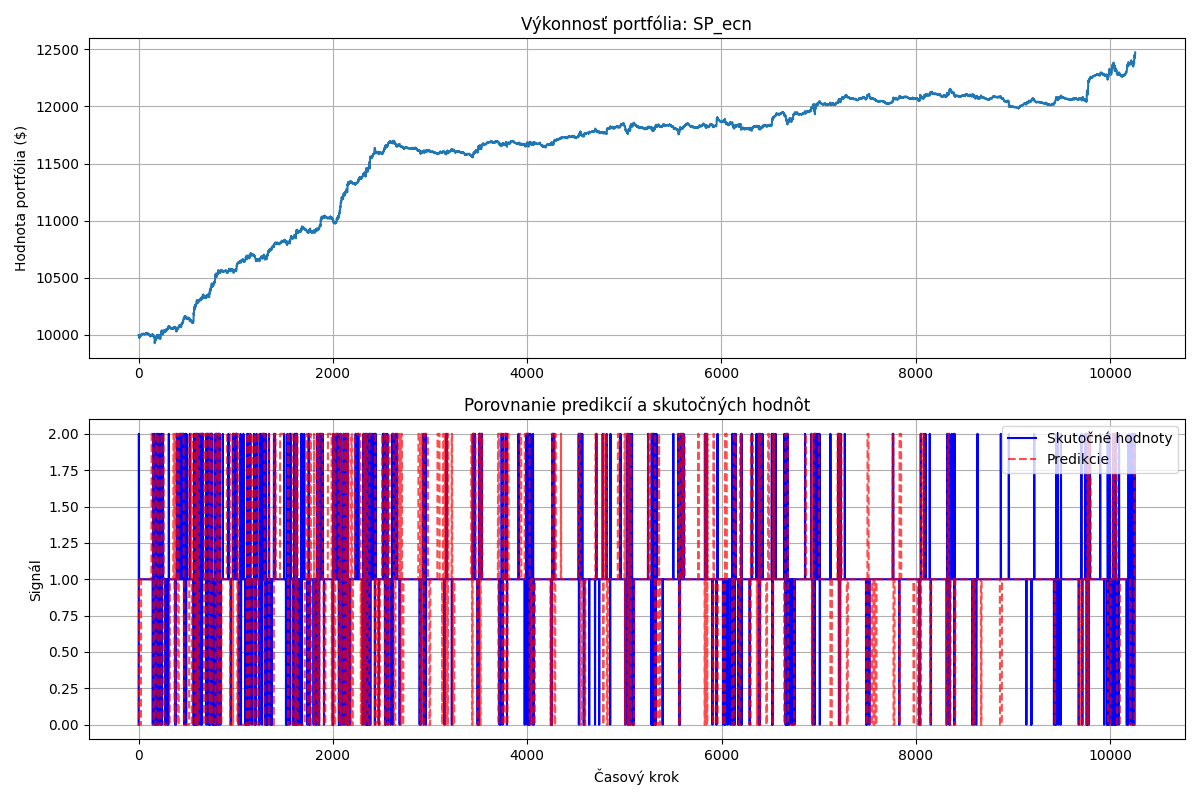 Výkonnosť portfólia: SP_ecn
Hodnota portfólia ($)
12500
12000
11500
11000
10500
10000
0 2000 4000 6000 8000 10000
Porovnanie predikcií a skutočných hodnôt
Signál
2.00
1.75
1.50
1.25
1.00
0.75
0.50
0.25
0.00
Skutočné hodnoty
Predikcie
0 2000 4000 6000 8000 10000
Časový krok